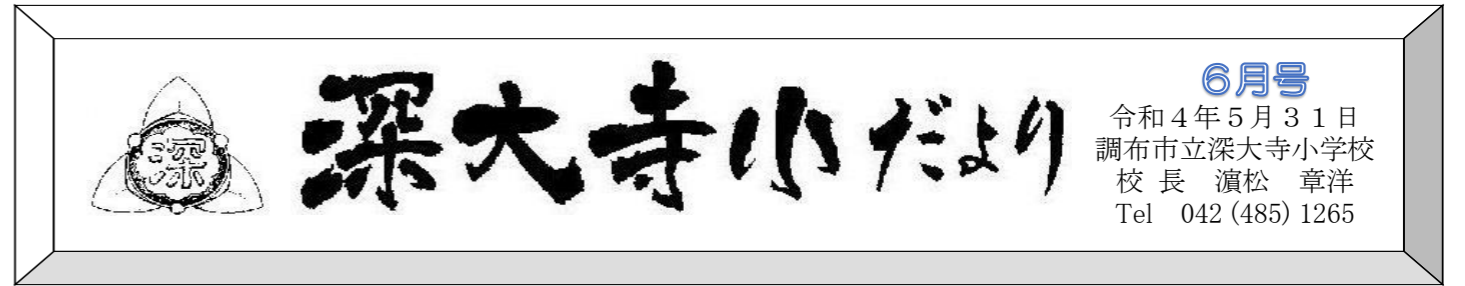 深
深大寺小だより
6月号
令和４年５月３１日
調布市立深大寺小学校
校 長　濵松　章洋
Tel　042 (485) 1265